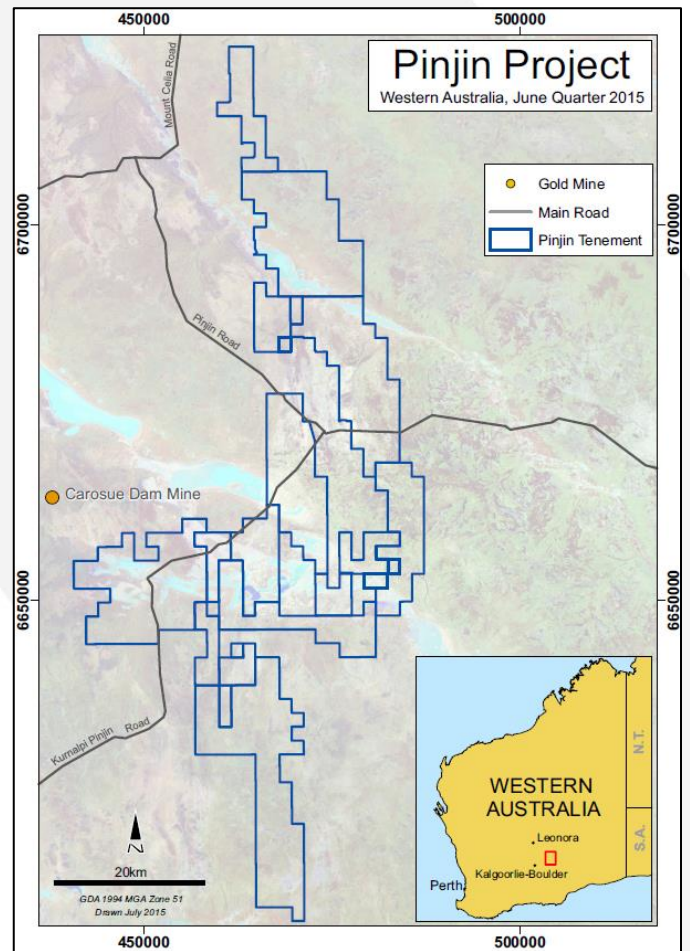 450000
500000
Pinjin Project
Western Australia, June Quarter 2015
Mount Celia Road
Gold Mine
Main Road
Pinjin Tenement
6700000
6700000
Pinjin Road
Carosue Dam Mine
6650000
6650000
Kurnalpi Pinjin Road
N.T.
WESTERN
AUSTRALIA
S.A.
Leonora
Kalgoorlie-Boulder
Perth
N
20km
GDA 1994 MGA Zone 51
Drawn July 2015
450000
500000